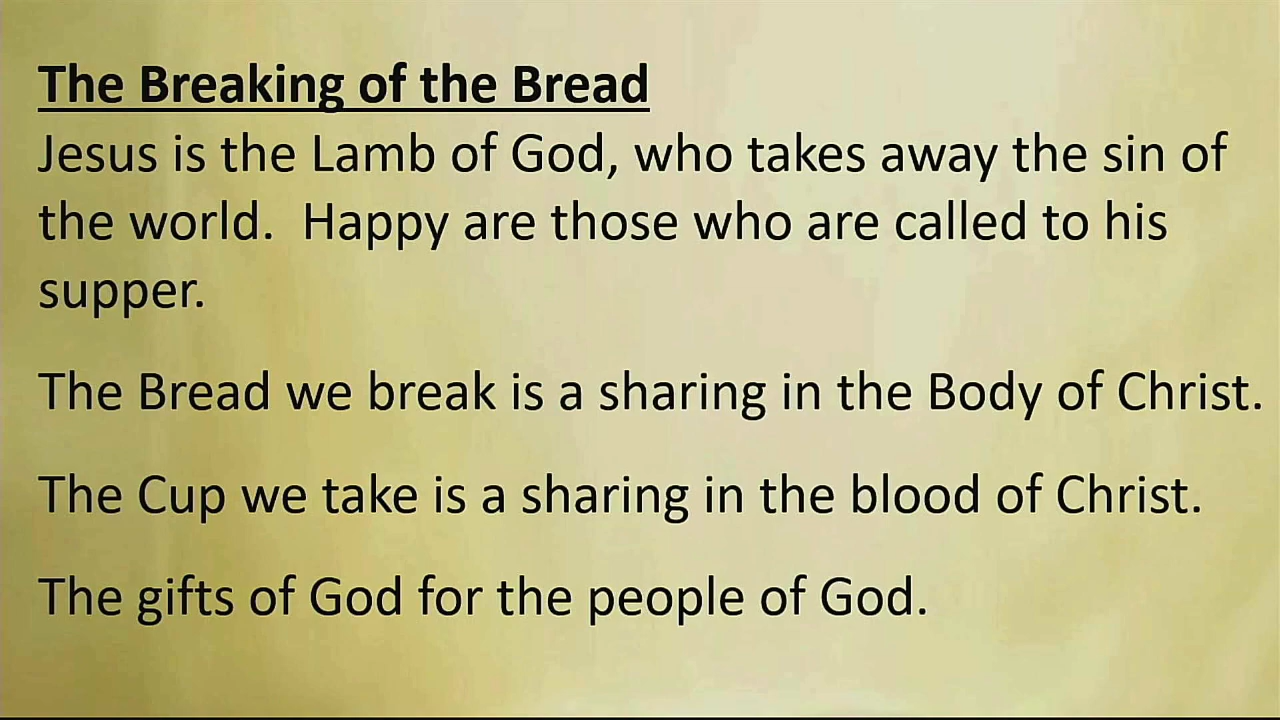 The Breaking of the Bread
Jesus is the Lamb of God, who takes away the sin of
the world.  Happy are those who are called to his
supper.
The Bread we break is a sharing in the Body of Christ.
The Cup we take is a sharing in the blood of Christ.
The gifts of God for the people of God.